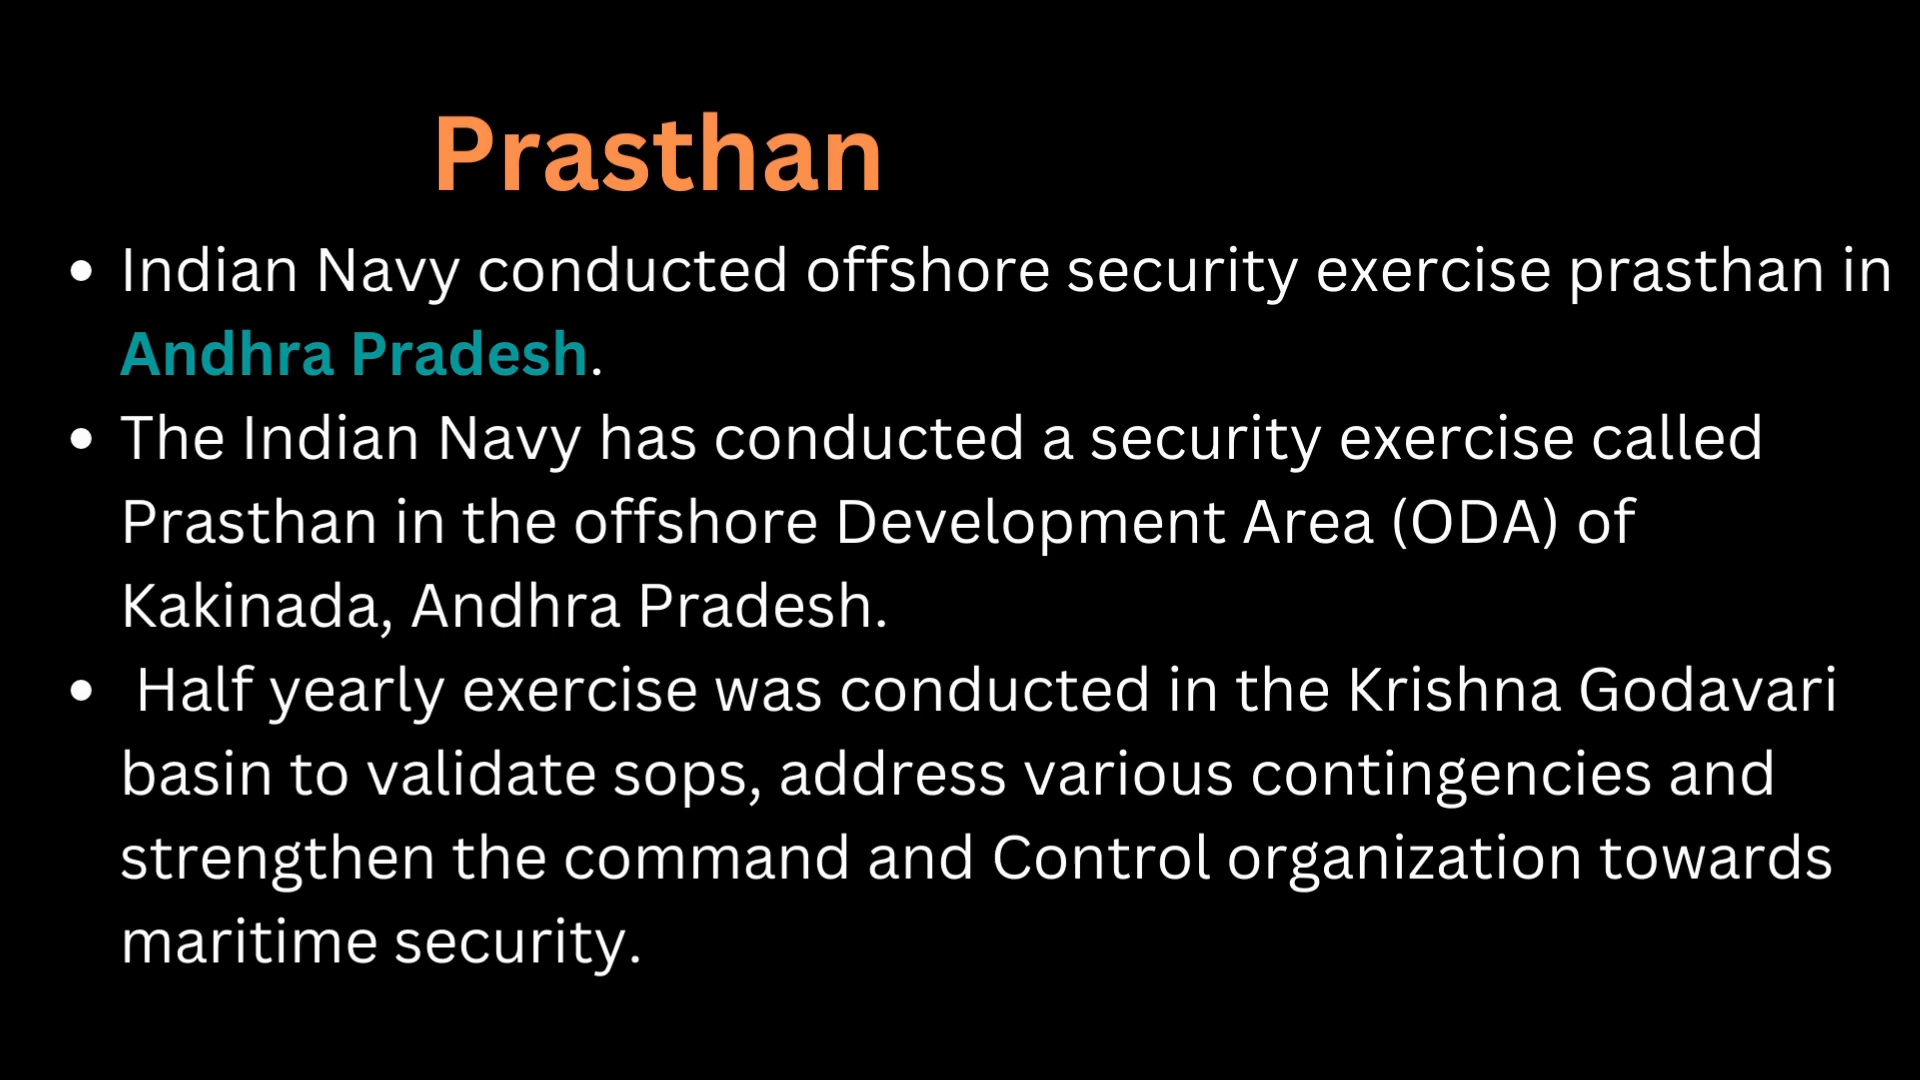 Prasthan
• Indian Navy conducted offshore security exercise prasthan in
Andhra Pradesh.
• The Indian Navy has conducted a security exercise called
Prasthan in the offshore Development Area (ODA) of
Kakinada, Andhra Pradesh.
• Half yearly exercise was conducted in the Krishna Godavari
basin to validate sops, address various contingencies and
strengthen the command and Control organization towards
maritime security.